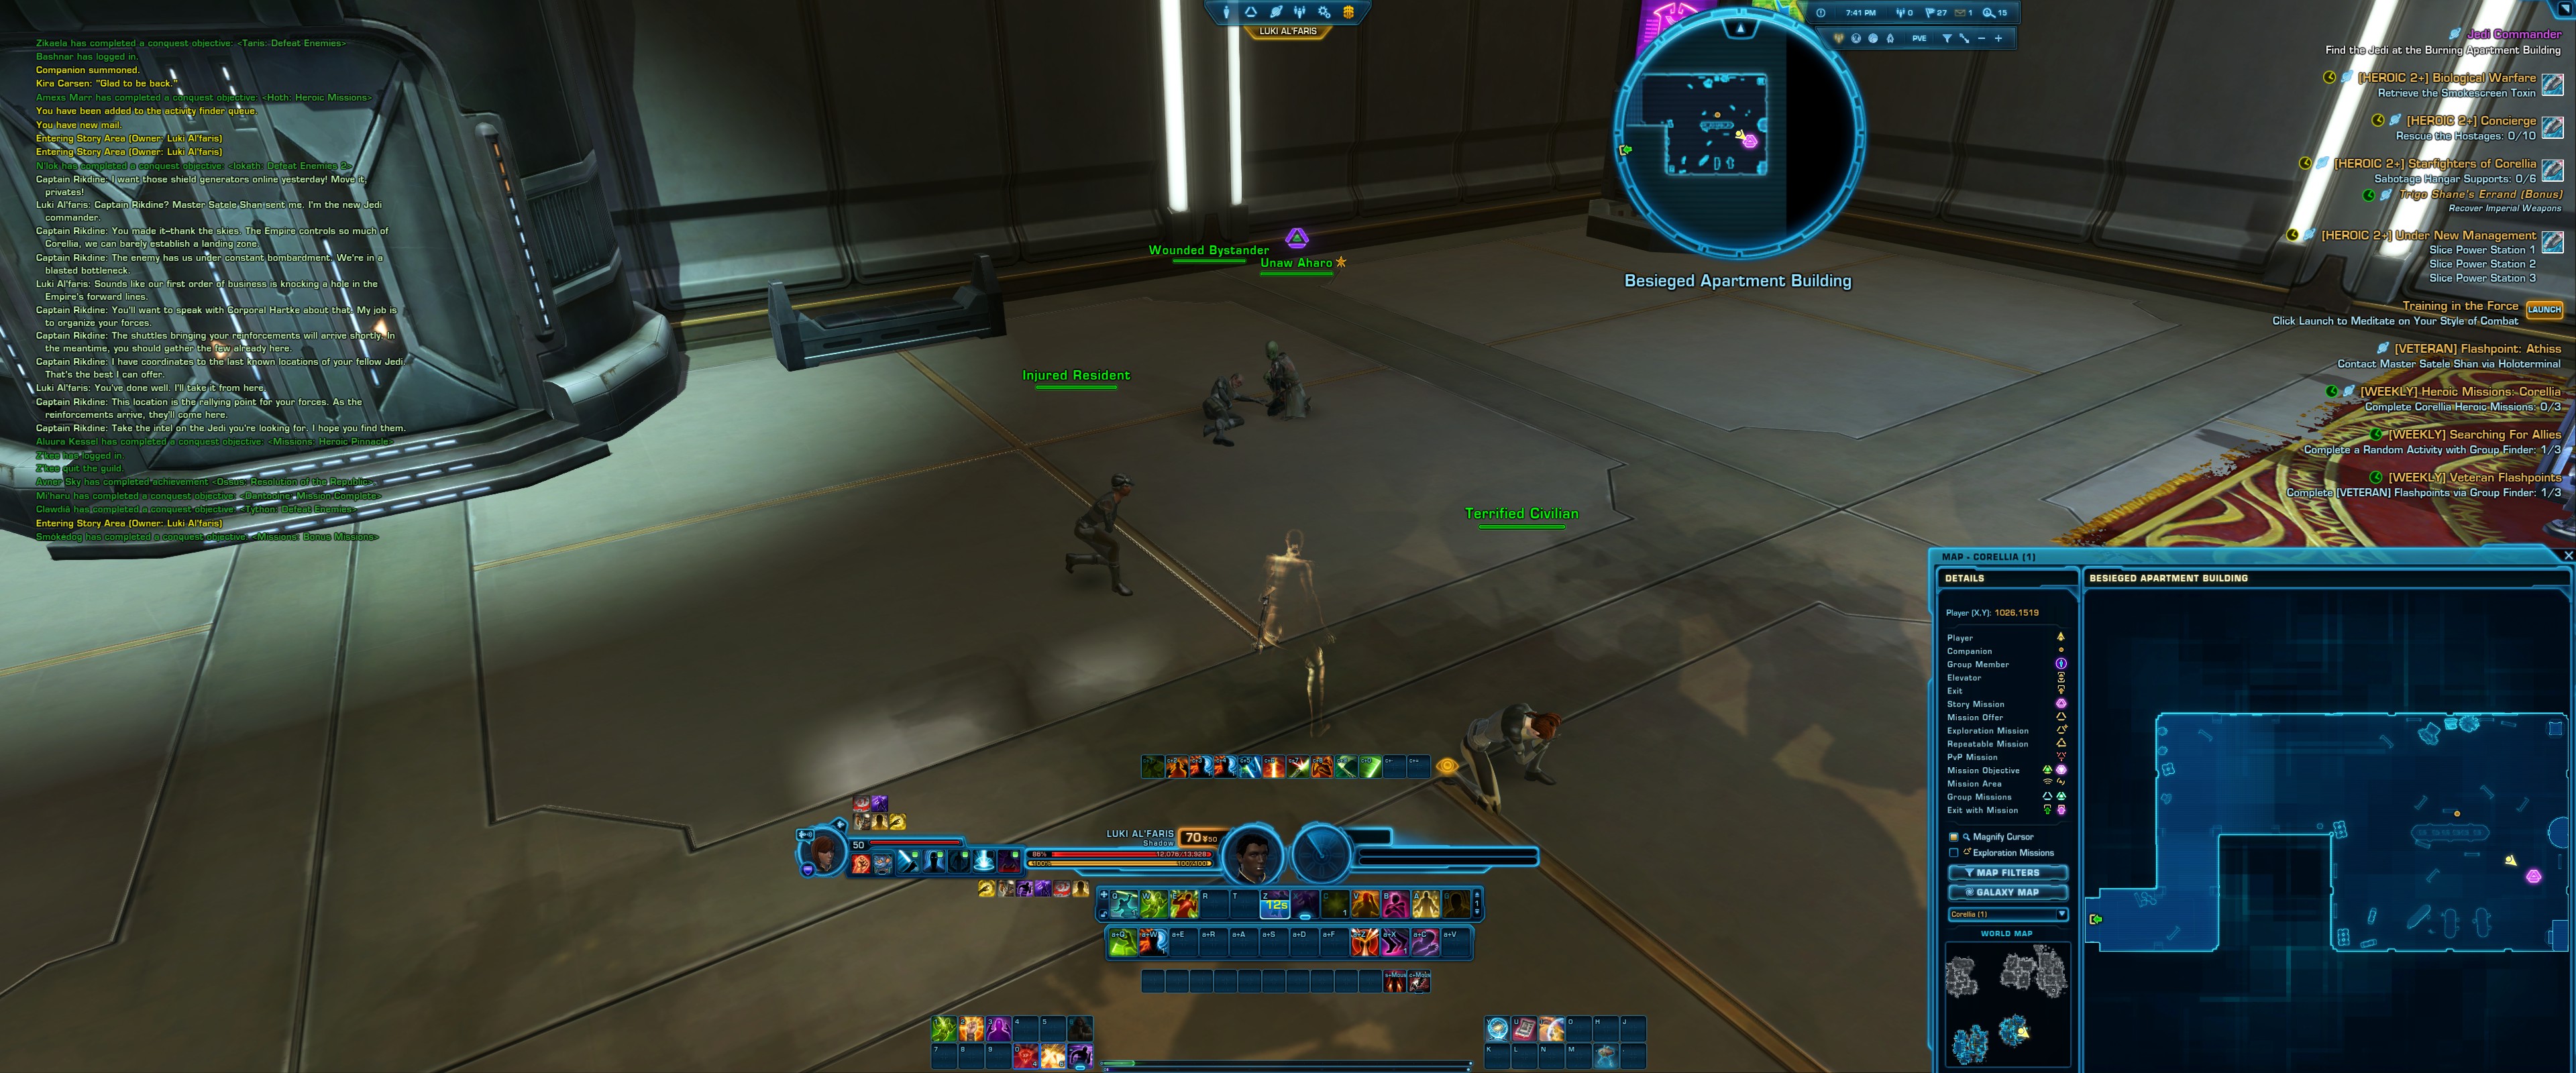 Zikaela has completed a conquest objective: <Taris: Defeat Enemies>
Bashnar has logged in.
Companion summoned.
Kira Carsen: "Glad to be back."
Amexs Marr has completed a conquest objective: <Hoth: Heroic Missions>
You have been added to the activity finder queue.
You have new mail.
Entering Story Area (Owner: Luki Al'faris)
Entering Story Area (Owner: Luki Al'faris)
N'lok has completed a conquest objective: <Iokath: Defeat Enemies 2>
Captain Rikdine: I want those shield generators online yesterday! Move it,
privates!
Luki Al'faris: Captain Rikdine? Master Satele Shan sent me. I'm the new Jedi
commander.
Captain Rikdine: You made it—thank the skies. The Empire controls so much of
Corellia, we can barely establish a landing zone.
Captain Rikdine: The enemy has us under constant bombardment. We're in a
blasted bottleneck.
Luki Al'faris: Sounds like our first order of business is knocking a hole in the
Empire's forward lines.
Captain Rikdine: You'll want to speak with Corporal Hartke about that. My job is
to organize your forces.
Captain Rikdine: The shuttles bringing your reinforcements will arrive shortly. In
the meantime, you should gather the few already here.
Captain Rikdine: I have coordinates to the last known locations of your fellow Jedi.
That's the best I can offer.
Luki Al'faris: You've done well. I'll take it from here.
Captain Rikdine: This location is the rallying point for your forces. As the
reinforcements arrive, they'll come here.
Captain Rikdine: Take the intel on the Jedi you're looking for. I hope you find them.
Aluura Kessel has completed a conquest objective: <Missions: Heroic Pinnacle>
Z'kee has logged in.
Z'kee quit the guild.
Avnar Sky has completed achievement <Ossus: Resolution of the Republic>.
Mi'haru has completed a conquest objective: <Dantooine: Mission Complete>
Clawdiâ has completed a conquest objective: <Tython: Defeat Enemies>
Entering Story Area (Owner: Luki Al'faris)
Smökédög has completed a conquest objective: <Missions: Bonus Missions>
LUKI AL'FARIS
Wounded Bystander
Unaw Aharo
Injured Resident
Terrified Civilian
7:41 PM
0
27
1
15
PVE
Besieged Apartment Building
Jedi Commander
Find the Jedi at the Burning Apartment Building
[HEROIC 2+] Biological Warfare
Retrieve the Smokescreen Toxin
[HEROIC 2+] Concierge
Rescue the Hostages: 0/10
[HEROIC 2+] Starfighters of Corellia
Sabotage Hangar Supports: 0/6
Trigo Shane's Errand (Bonus)
Recover Imperial Weapons
[HEROIC 2+] Under New Management
Slice Power Station 1
Slice Power Station 2
Slice Power Station 3
Training in the Force
LAUNCH
Click Launch to Meditate on Your Style of Combat
[VETERAN] Flashpoint: Athiss
Contact Master Satele Shan via Holoterminal
[WEEKLY] Heroic Missions: Corellia
Complete Corellia Heroic Missions: 0/3
[WEEKLY] Searching For Allies
Complete a Random Activity with Group Finder: 1/3
[WEEKLY] Veteran Flashpoints
Complete [VETERAN] Flashpoints via Group Finder: 1/3
MAP - CORELLIA (1)
DETAILS
BESIEGED APARTMENT BUILDING
Player (X,Y): 1026,1519
Player
Companion
Group Member
Elevator
Exit
Story Mission
Mission Offer
Exploration Mission
Repeatable Mission
PvP Mission
Mission Objective
Mission Area
Group Missions
Exit with Mission
Magnify Cursor
Exploration Missions
MAP FILTERS
GALAXY MAP
Corellia (1)
WORLD MAP
50
LUKI AL'FARIS
Shadow
70
50
86%
12,076/13,928
100%
100/100
R
T
Z
12s
1
a+Q
a+W
a+E
a+R
a+A
a+S
a+D
a+F
a+Z
a+X
a+C
a+V
4
5
7
8
9
U
O
H
J
K
L
N
M